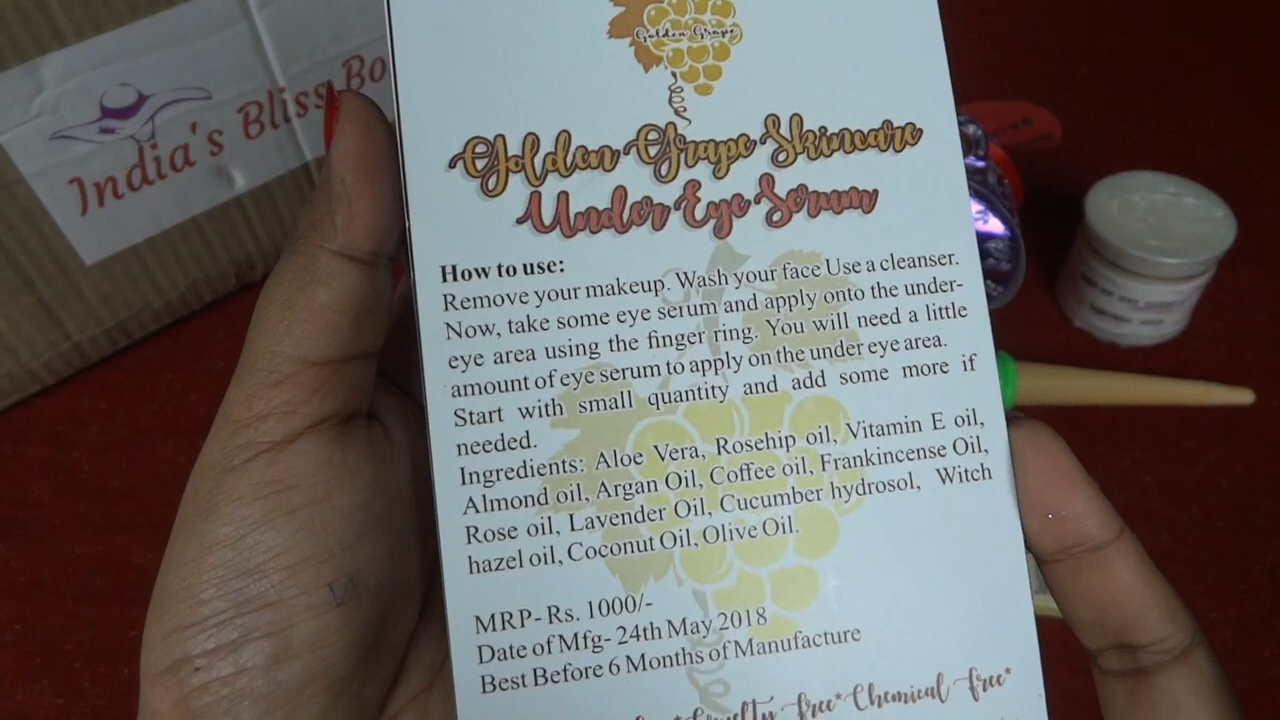 India's Bliss Bo
Golden Grape
Golden Grape Skincare
Under Eye Serum
How to use:
Remove your makeup. Wash your face Use a cleanser.
Now, take some eye serum and apply onto the under-
eye area using the finger ring. You will need a little
amount of eye serum to apply on the under eye area.
Start with small quantity and add some more if
needed.
Ingredients: Aloe Vera, Rosehip oil, Vitamin E oil,
Almond oil, Argan Oil, Coffee oil, Frankincense Oil,
Rose oil, Lavender Oil, Cucumber hydrosol, Witch
hazel oil, Coconut Oil, Olive Oil.
MRP- Rs. 1000/-
Date of Mfg- 24th May 2018
Best Before 6 Months of Manufacture
*Cruelty free*Chemical free*